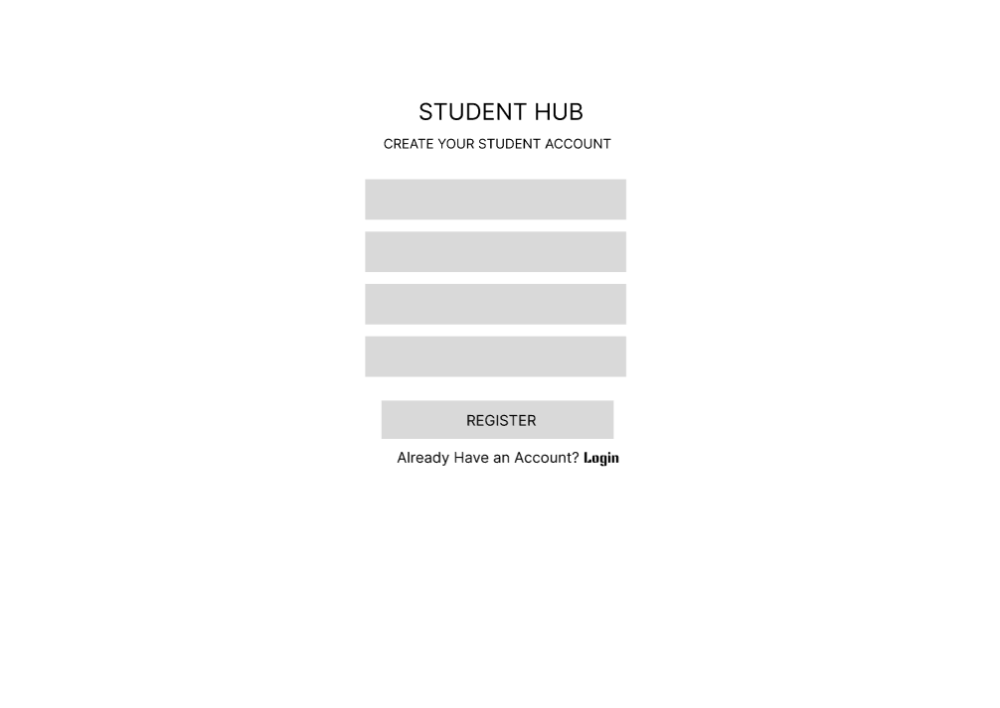 STUDENT HUB
CREATE YOUR STUDENT ACCOUNT
REGISTER
Already Have an Account? Login